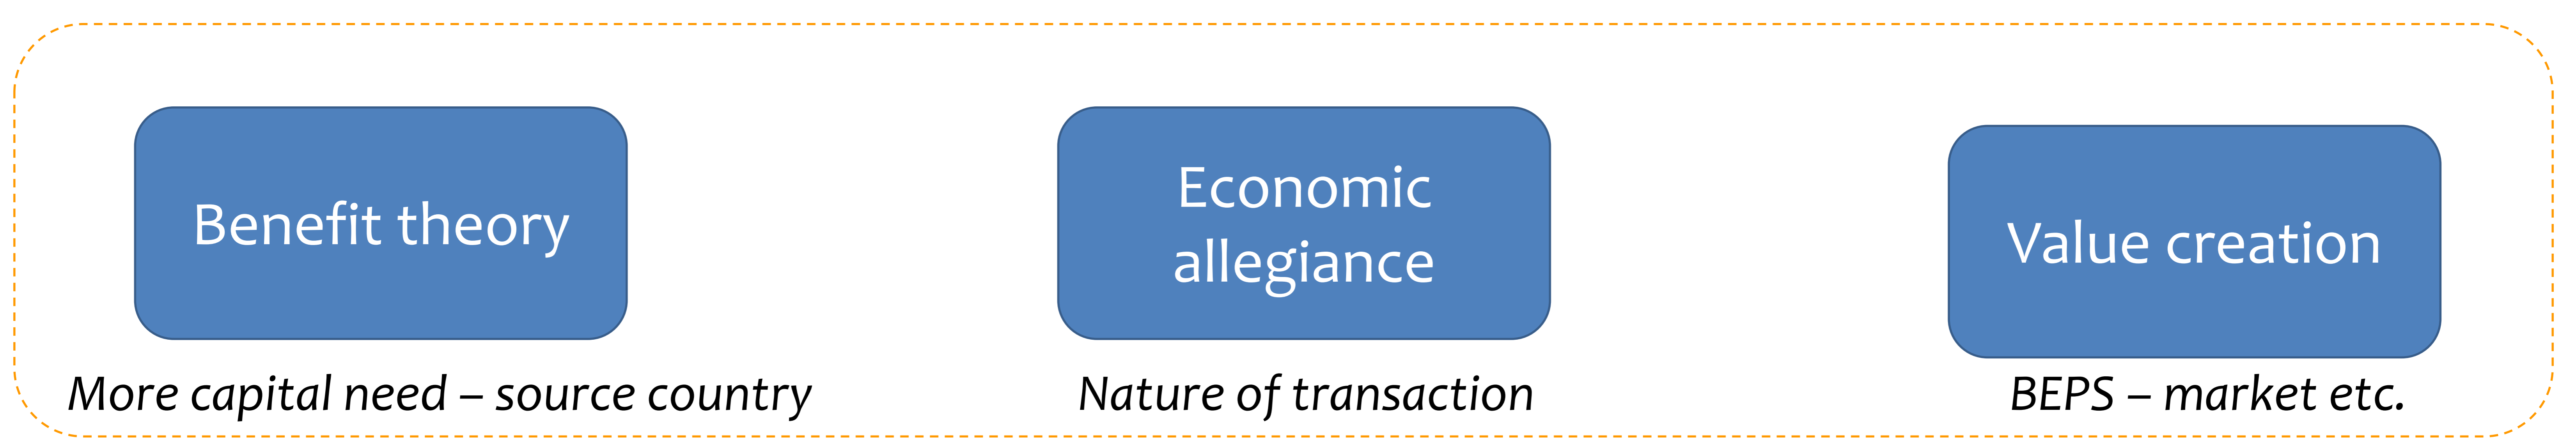 Benefit theory
Economic
allegiance
Value creation
More capital need – source country
Nature of transaction
BEPS – market etc.